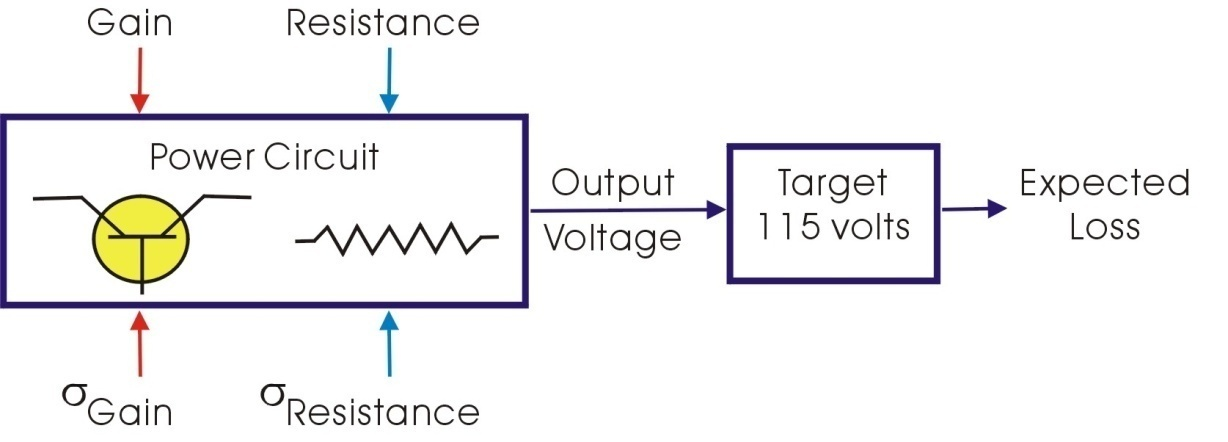 Gain
Resistance
Power Circuit
Output
Voltage
Target
115 volts
Expected
Loss
σGain
σResistance